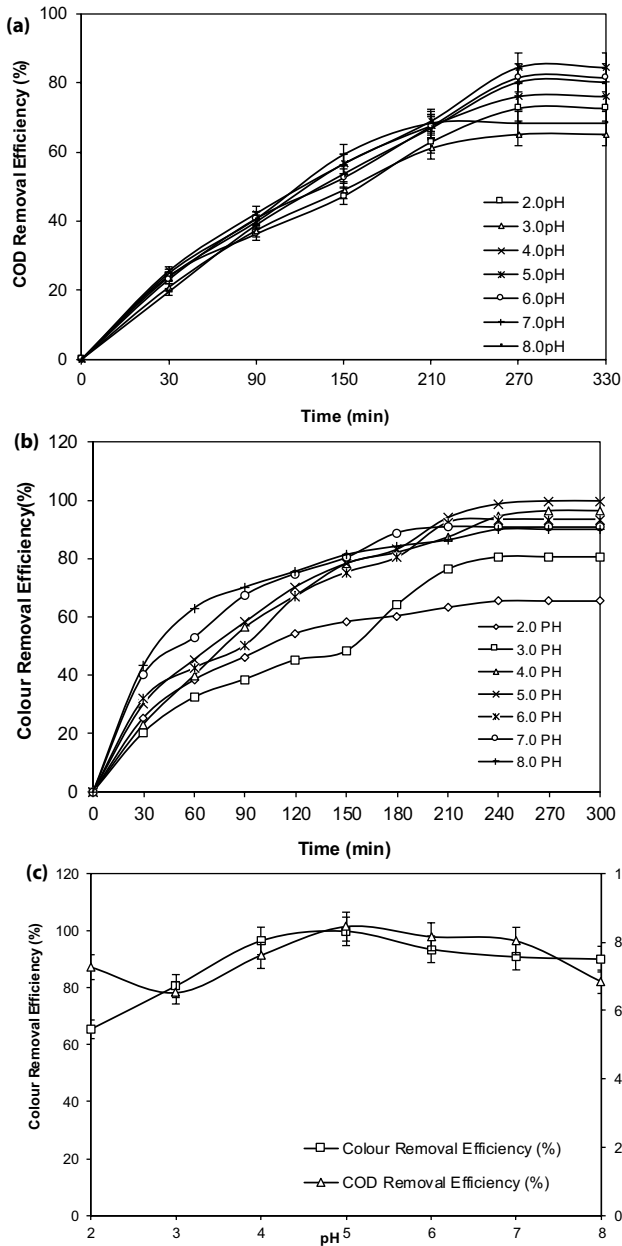 (a)
100
80
60
40
20
0
COD Removal Efficiency (%)
2.0pH
3.0pH
4.0pH
5.0pH
6.0pH
7.0pH
8.0pH
0 30 90 150 210 270 330
Time (min)
(b)
120
100
80
60
40
20
0
Colour Removal Efficiency(%)
2.0 PH
3.0 PH
4.0 PH
5.0 PH
6.0 PH
7.0 PH
8.0 PH
0 30 60 90 120 150 180 210 240 270 300
Time (min)
(c)
120
100
80
60
40
20
0
Colour Removal Efficiency (%)
1
8
6
4
2
0
Colour Removal Efficiency (%)
COD Removal Efficiency (%)
2 3 4 5 6 7 8
pH